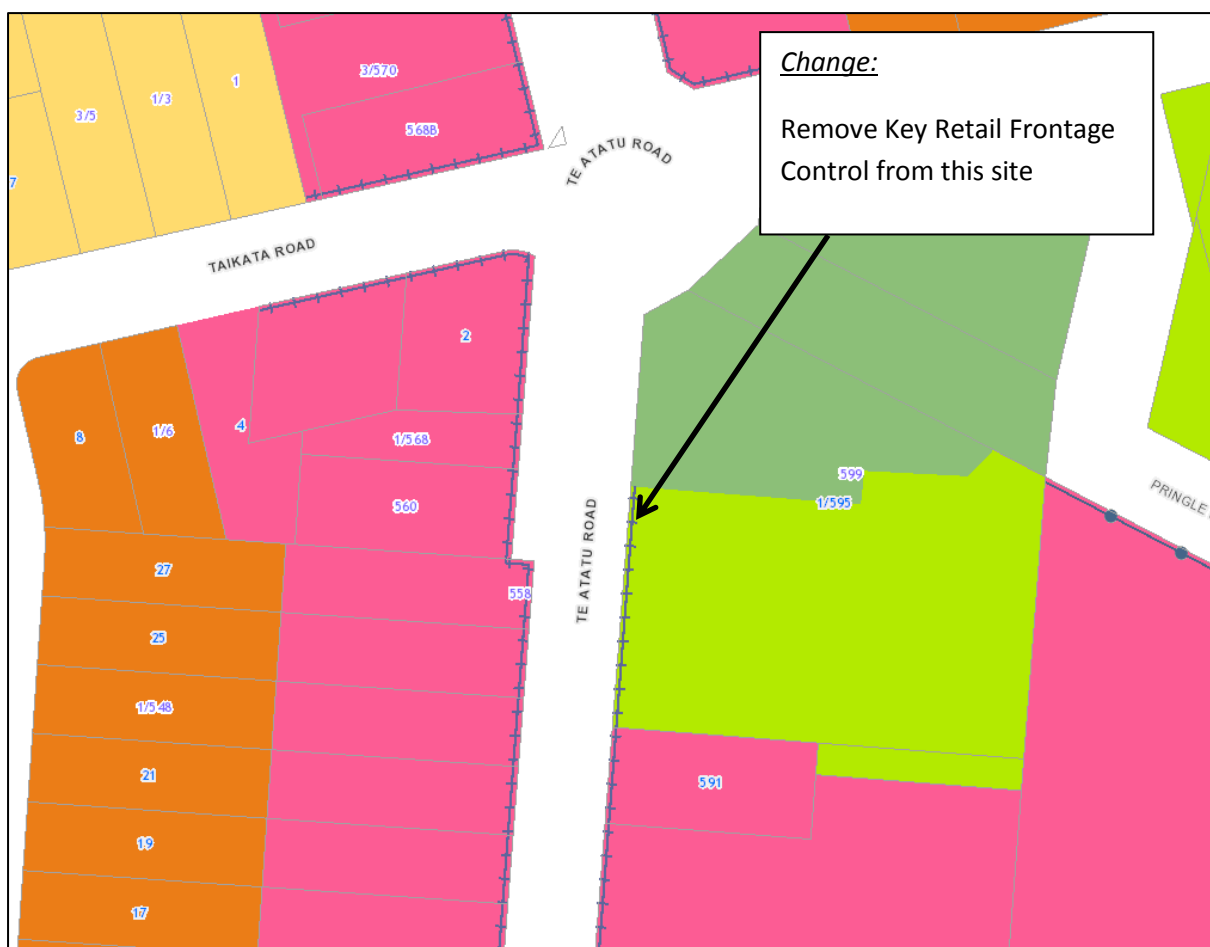 Change:
Remove Key Retail Frontage
Control from this site
3/570
1
1/3
3/5
7
568B
TE ATATU ROAD
TAIKATA ROAD
2
4
1/6
8
1/568
560
599
1/595
PRINGLE
TE ATATU ROAD
558
27
25
1/548
21
19
17
591